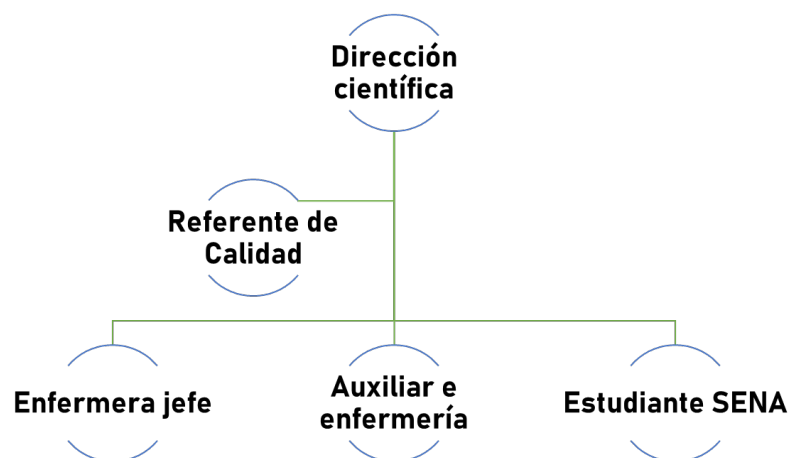 Dirección
científica
Referente de
Calidad
Enfermera jefe
Auxiliar e
enfermería
Estudiante SENA